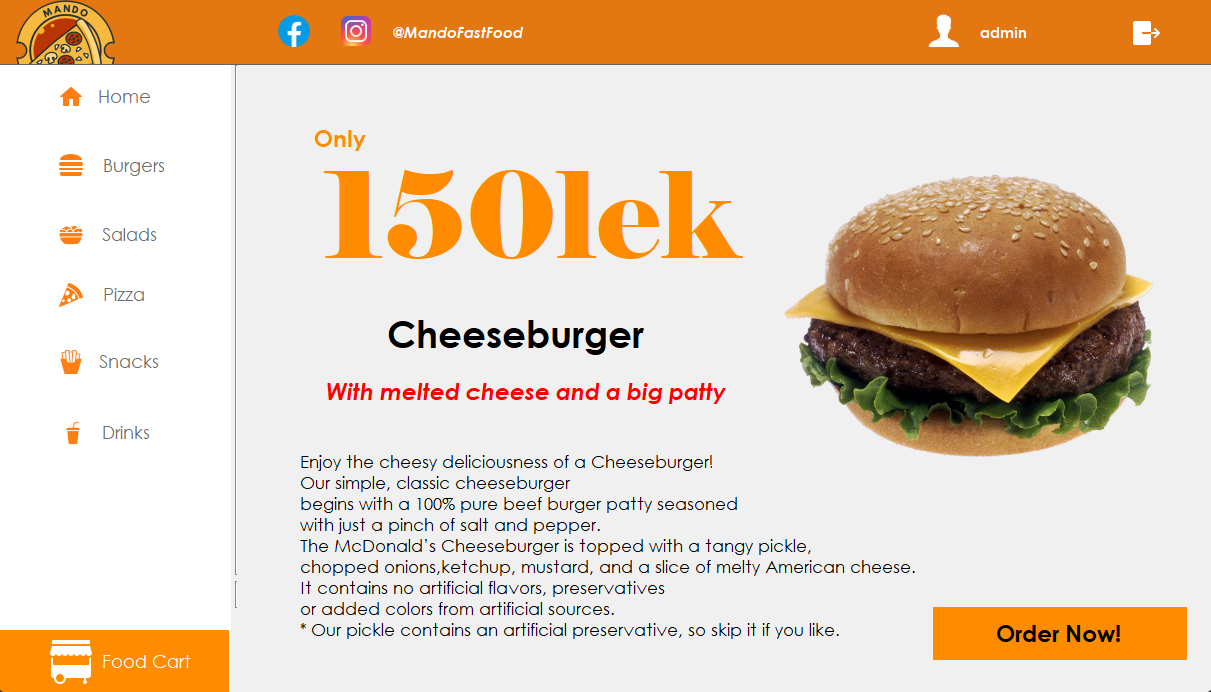 MANDO
@MandoFastFood
admin
Home
Burgers
Salads
Pizza
Snacks
Drinks
Food Cart
Only
150lek
Cheeseburger
With melted cheese and a big patty
Enjoy the cheesy deliciousness of a Cheeseburger!
Our simple, classic cheeseburger
begins with a 100% pure beef burger patty seasoned
with just a pinch of salt and pepper.
The McDonald’s Cheeseburger is topped with a tangy pickle,
chopped onions,ketchup, mustard, and a slice of melty American cheese.
It contains no artificial flavors, preservatives
or added colors from artificial sources.
* Our pickle contains an artificial preservative, so skip it if you like.
Order Now!